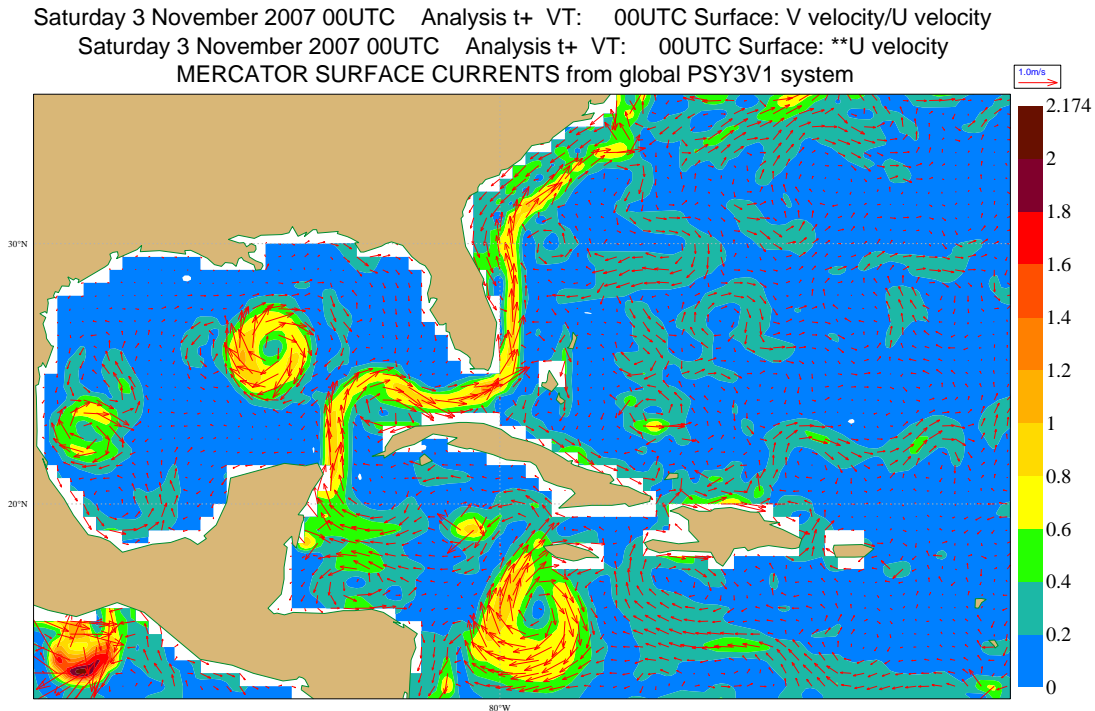 Saturday 3 November 2007 00UTC Analysis t+ VT: 00UTC Surface: V velocity/U velocity
Saturday 3 November 2007 00UTC Analysis t+ VT: 00UTC Surface: **U velocity
MERCATOR SURFACE CURRENTS from global PSY3V1 system
1.0m/s
2.174
2
1.8
1.6
1.4
1.2
1
0.8
0.6
0.4
0.2
0
30°N
20°N
80°W